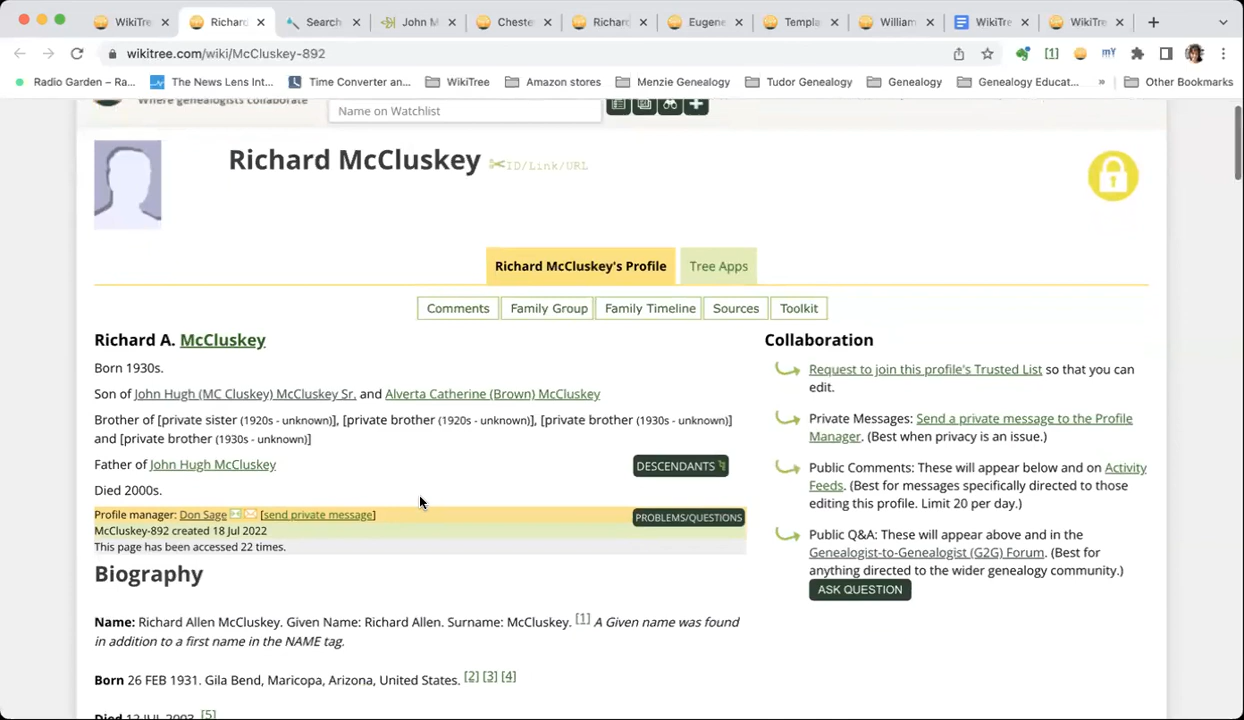 WikiTre
Richard
Search
John M
Cheste
Richard
Eugene
Templa
William
WikiTre
WikiTre
wikitree.com/wiki/McCluskey-892
Radio Garden – Ra...
The News Lens Int...
Time Converter an...
WikiTree
Amazon stores
Menzie Genealogy
Tudor Genealogy
Genealogy
Genealogy Educat...
»
Other Bookmarks
Where genealogists collaborate
Name on Watchlist
Richard McCluskey ID/Link/URL
Richard McCluskey's Profile
Tree Apps
Comments
Family Group
Family Timeline
Sources
Toolkit
Richard A. McCluskey
Born 1930s.
Son of John Hugh (MC Cluskey) McCluskey Sr. and Alverta Catherine (Brown) McCluskey
Brother of [private sister (1920s - unknown)], [private brother (1920s - unknown)], [private brother (1930s - unknown)]
and [private brother (1930s - unknown)]
Father of John Hugh McCluskey
DESCENDANTS
Died 2000s.
Profile manager: Don Sage [send private message]
PROBLEMS/QUESTIONS
McCluskey-892 created 18 Jul 2022
This page has been accessed 22 times.
Biography
Name: Richard Allen McCluskey. Given Name: Richard Allen. Surname: McCluskey. [1] A Given name was found
in addition to a first name in the NAME tag.
Born 26 FEB 1931. Gila Bend, Maricopa, Arizona, United States. [2] [3] [4]
Died 12 JUL 2003. [5]
Collaboration
Request to join this profile's Trusted List so that you can
edit.
Private Messages: Send a private message to the Profile
Manager. (Best when privacy is an issue.)
Public Comments: These will appear below and on Activity
Feeds. (Best for messages specifically directed to those
editing this profile. Limit 20 per day.)
Public Q&A: These will appear above and in the
Genealogist-to-Genealogist (G2G) Forum. (Best for
anything directed to the wider genealogy community.)
ASK QUESTION